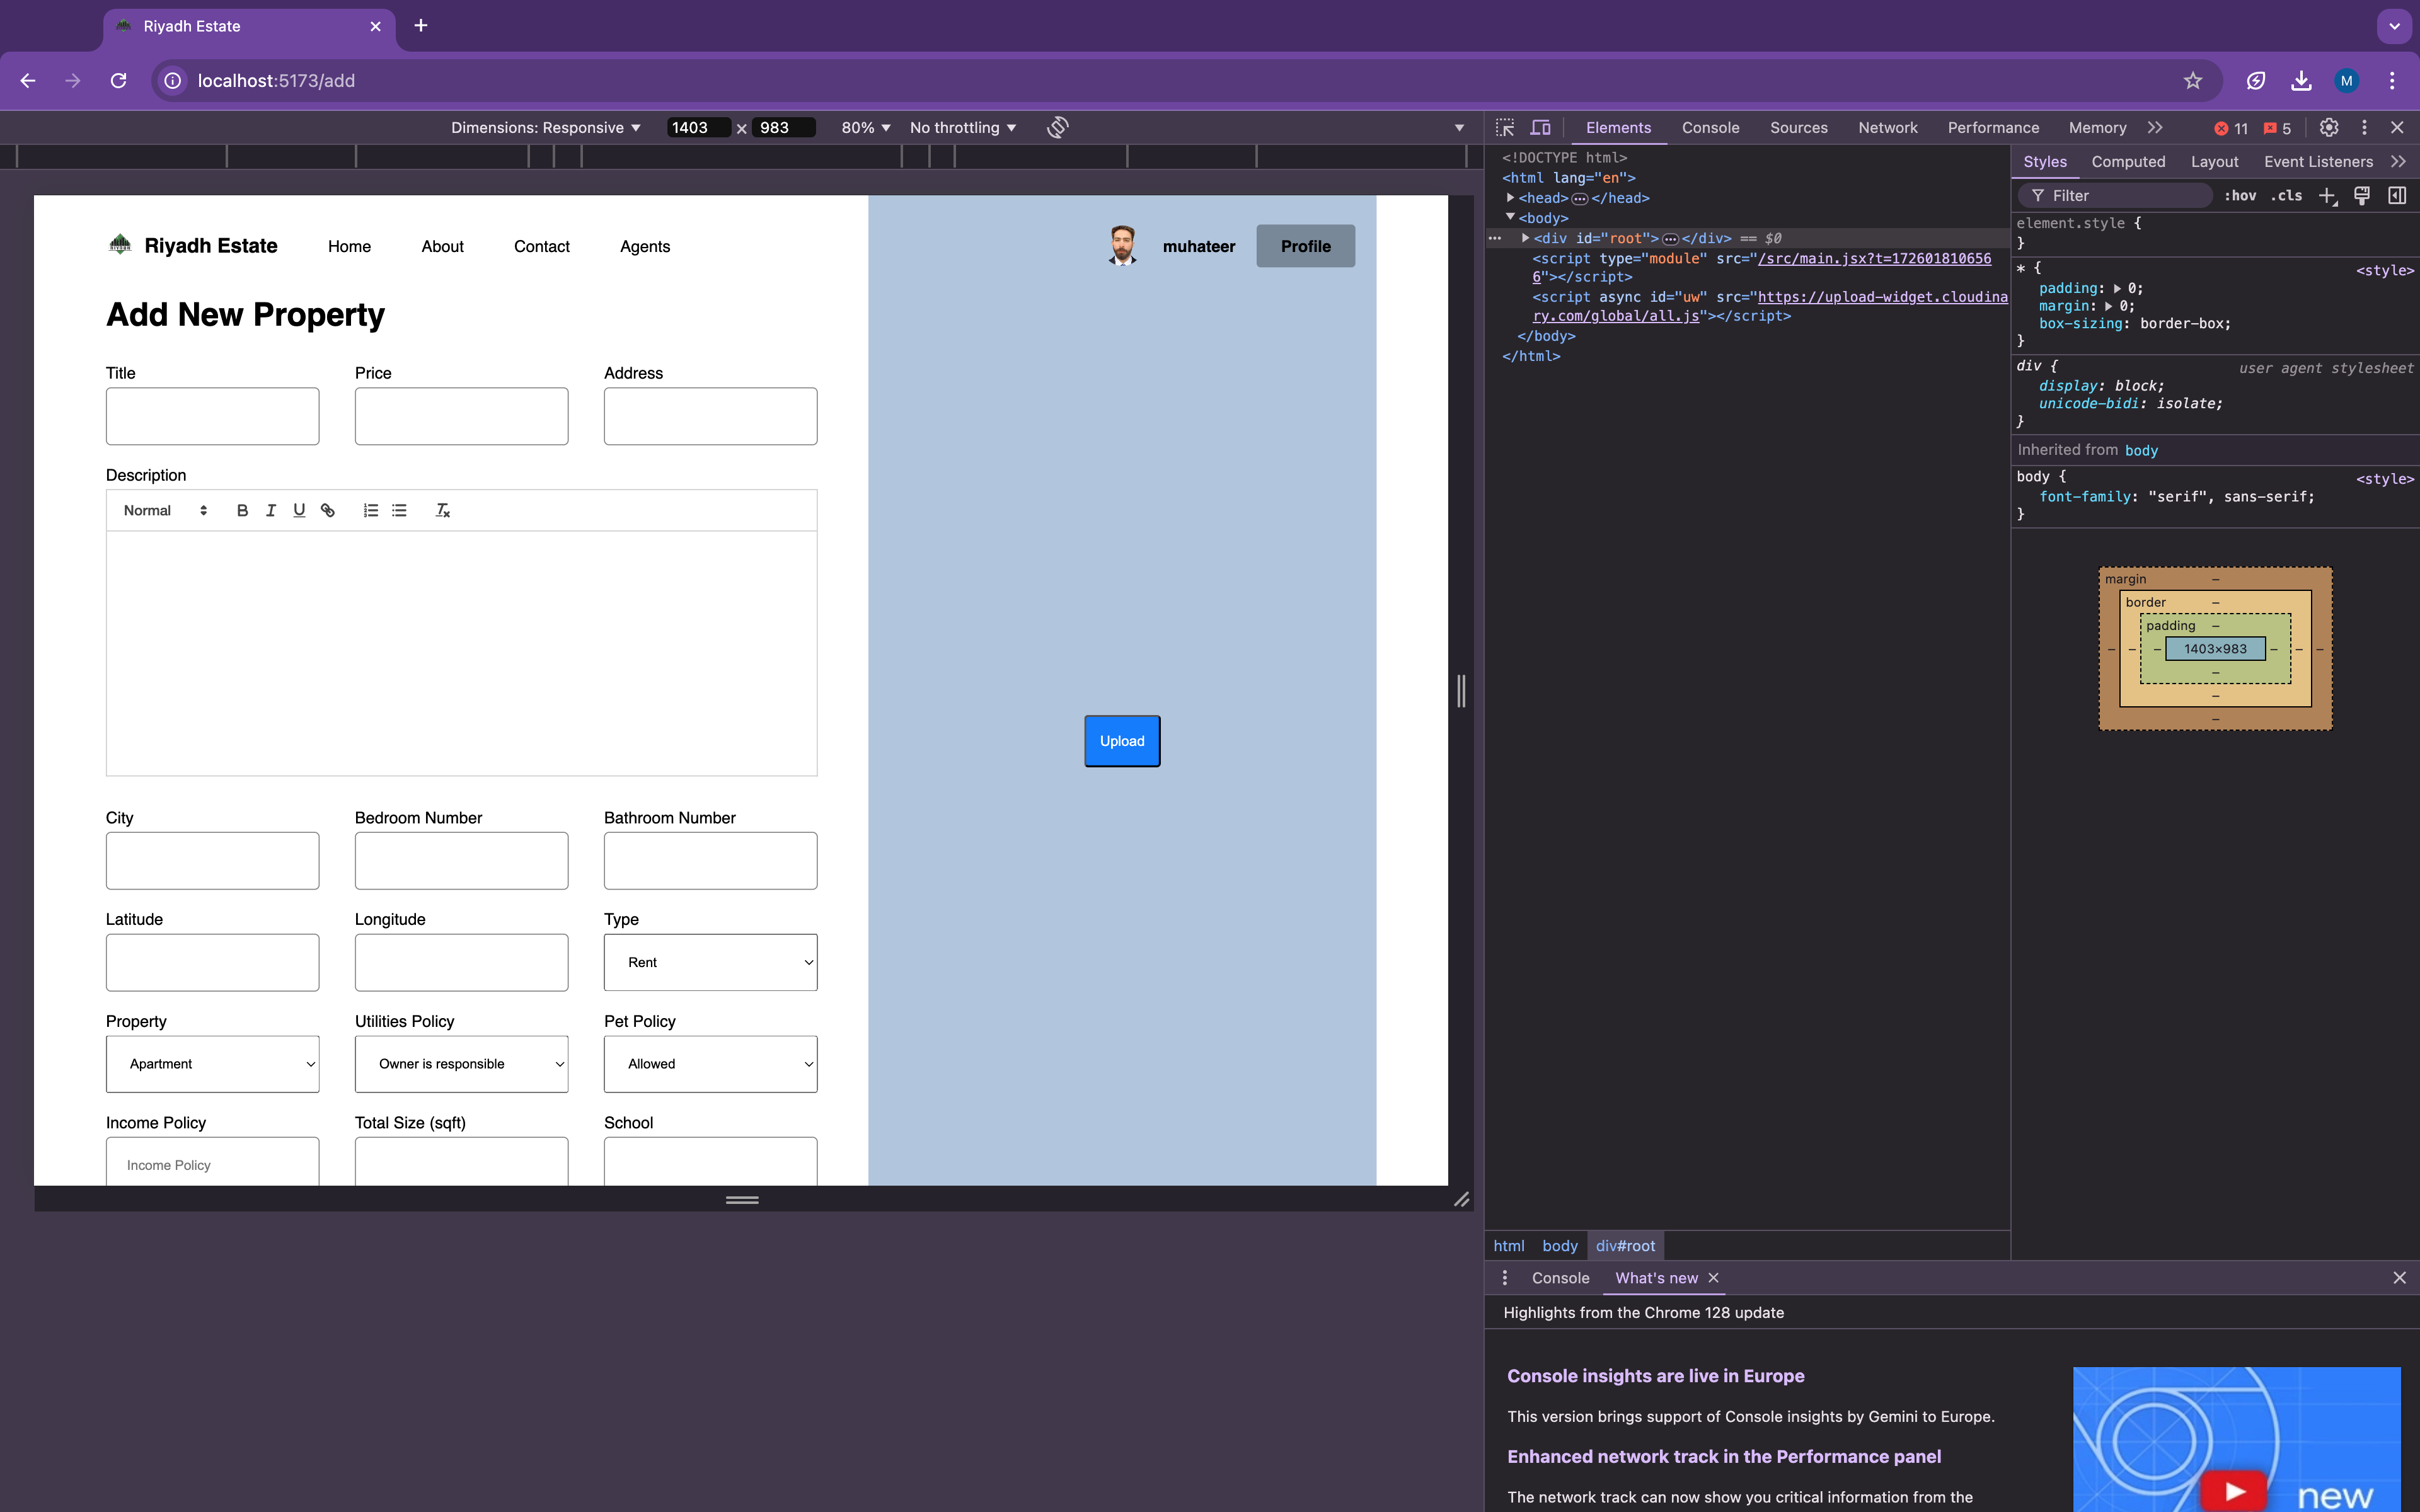 Riyadh Estate
localhost:5173/add
M
Dimensions: Responsive 1403 x 983 80% No throttling
Riyadh Estate Home About Contact Agents muhateer Profile
Add New Property
Title Price Address
Description
Normal B I U
City Bedroom Number Bathroom Number
Latitude Longitude Type
Rent
Property Utilities Policy Pet Policy
Apartment Owner is responsible Allowed
Income Policy Total Size (sqft) School
Income Policy
Upload
Elements Console Sources Network Performance Memory 11 5
<!DOCTYPE html>
<html lang="en">
<head> </head>
<body>
<div id="root"> </div> == $0
<script type="module" src="/src/main.jsx?t=172601810656
6"></script>
<script async id="uw" src="https://upload-widget.cloudina
ry.com/global/all.js"></script>
</body>
</html>
html body div#root
Styles Computed Layout Event Listeners
Filter :hov .cls
element.style {
}
* { <style>
padding: 0;
margin: 0;
box-sizing: border-box;
}
div { user agent stylesheet
display: block;
unicode-bidi: isolate;
}
Inherited from body
body { <style>
font-family: "serif", sans-serif;
}
margin –
border –
padding –
– – – 1403×983 – – –
–
–
–
Console What's new
Highlights from the Chrome 128 update
Console insights are live in Europe
This version brings support of Console insights by Gemini to Europe.
Enhanced network track in the Performance panel
The network track can now show you critical information from the
new